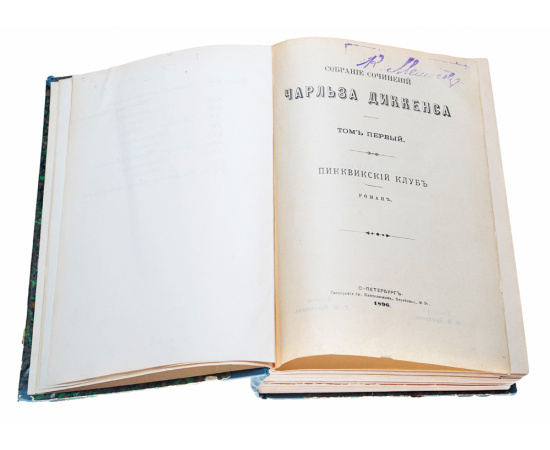 СОБРАНІЕ СОЧИНЕНІЙ
ЧАРЛЬЗА ДИККЕНСА
ТОМЪ ПЕРВЫЙ.
ПИККВИКСКІЙ КЛУБЪ
РОМАНЪ.
С.-ПЕТЕРБУРГЪ.
1896